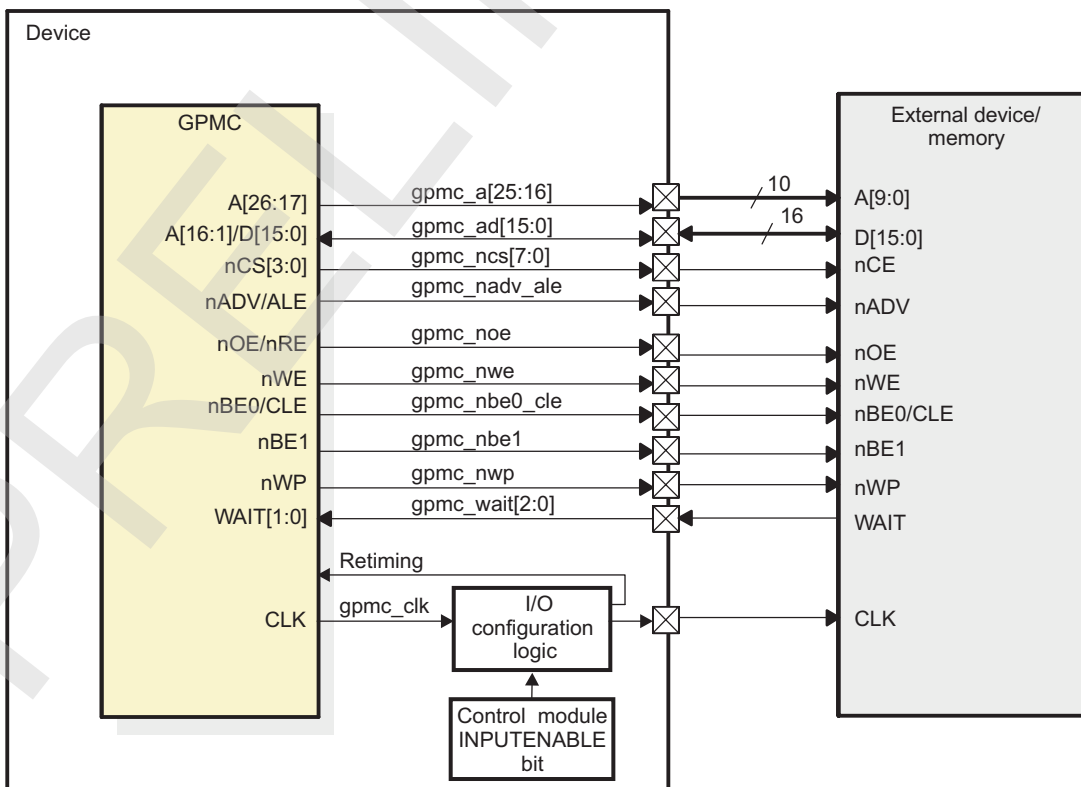 Device
GPMC
External device/
memory
A[26:17]
gpmc_a[25:16]
10
A[9:0]
A[16:1]/D[15:0]
gpmc_ad[15:0]
16
D[15:0]
nCS[3:0]
gpmc_ncs[7:0]
nCE
nADV/ALE
gpmc_nadv_ale
nADV
nOE/nRE
gpmc_noe
nOE
nWE
gpmc_nwe
nWE
nBE0/CLE
gpmc_nbe0_cle
nBE0/CLE
nBE1
gpmc_nbe1
nBE1
nWP
gpmc_nwp
nWP
WAIT[1:0]
gpmc_wait[2:0]
WAIT
Retiming
CLK
gpmc_clk
I/O
configuration
logic
CLK
Control module
INPUTENABLE
bit
PRELI